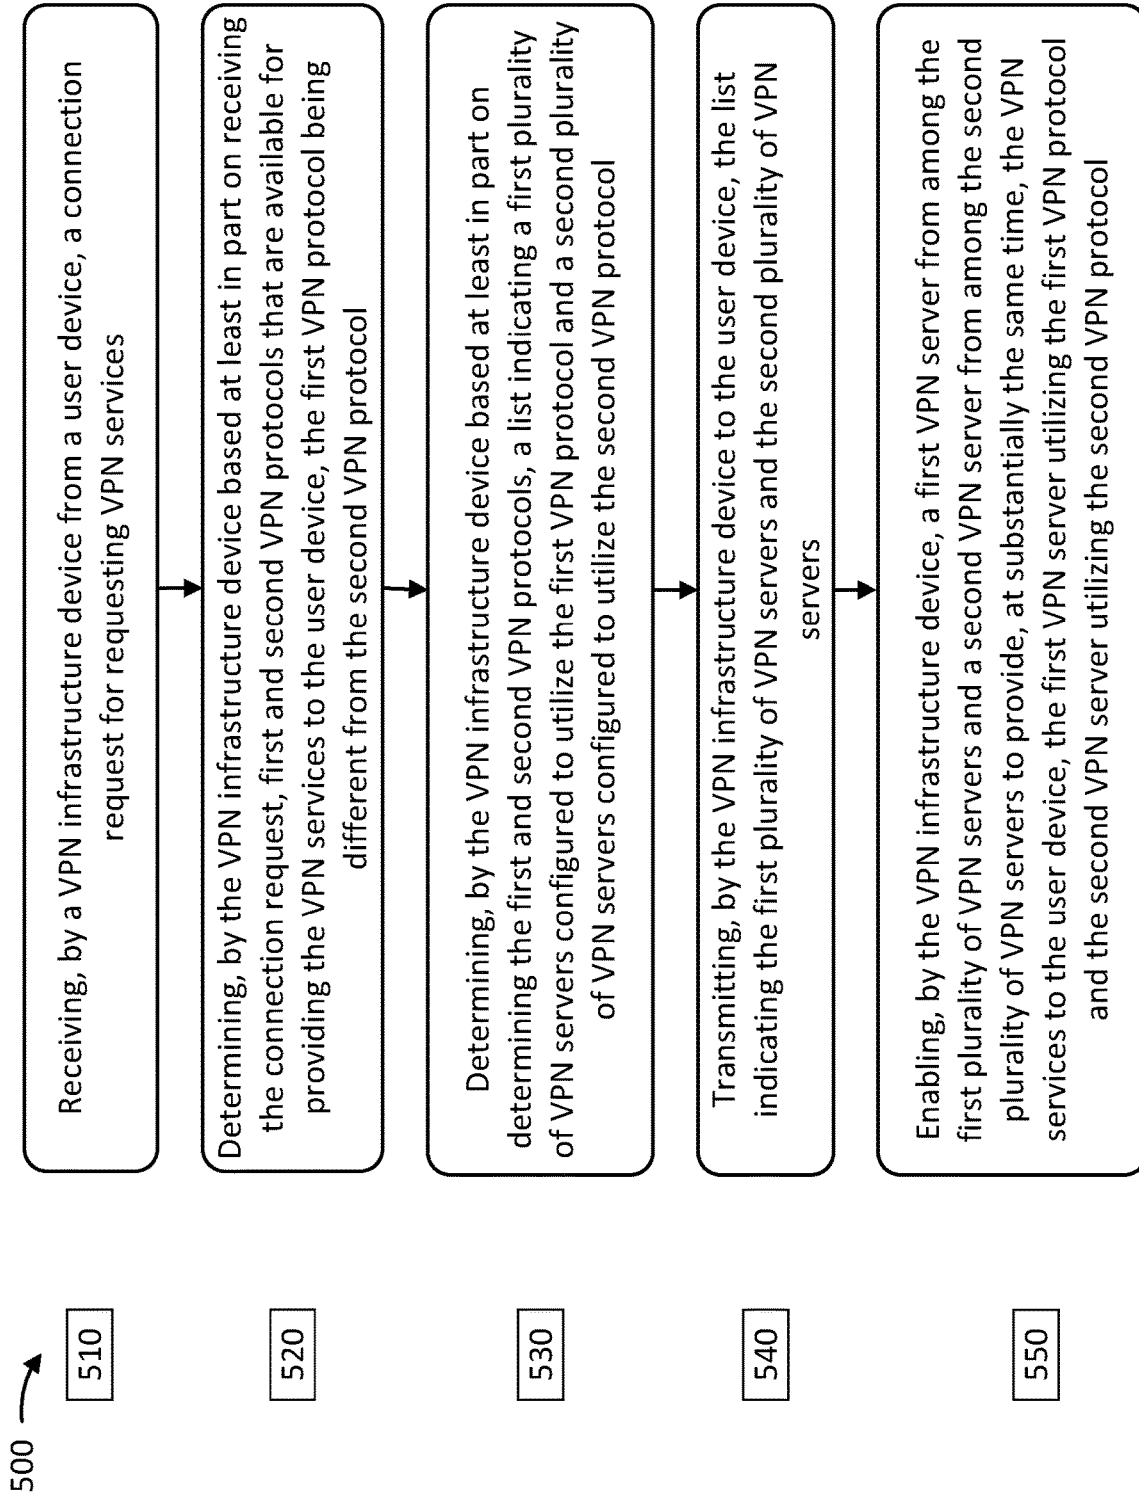 500
510
Receiving, by a VPN infrastructure device from a user device, a connection
request for requesting VPN services
520
Determining, by the VPN infrastructure device based at least in part on receiving
the connection request, first and second VPN protocols that are available for
providing the VPN services to the user device, the first VPN protocol being
different from the second VPN protocol
530
Determining, by the VPN infrastructure device based at least in part on
determining the first and second VPN protocols, a list indicating a first plurality
of VPN servers configured to utilize the first VPN protocol and a second plurality
of VPN servers configured to utilize the second VPN protocol
540
Transmitting, by the VPN infrastructure device to the user device, the list
indicating the first plurality of VPN servers and the second plurality of VPN
servers
550
Enabling, by the VPN infrastructure device, a first VPN server from among the
first plurality of VPN servers and a second VPN server from among the second
plurality of VPN servers to provide, at substantially the same time, the VPN
services to the user device, the first VPN server utilizing the first VPN protocol
and the second VPN server utilizing the second VPN protocol